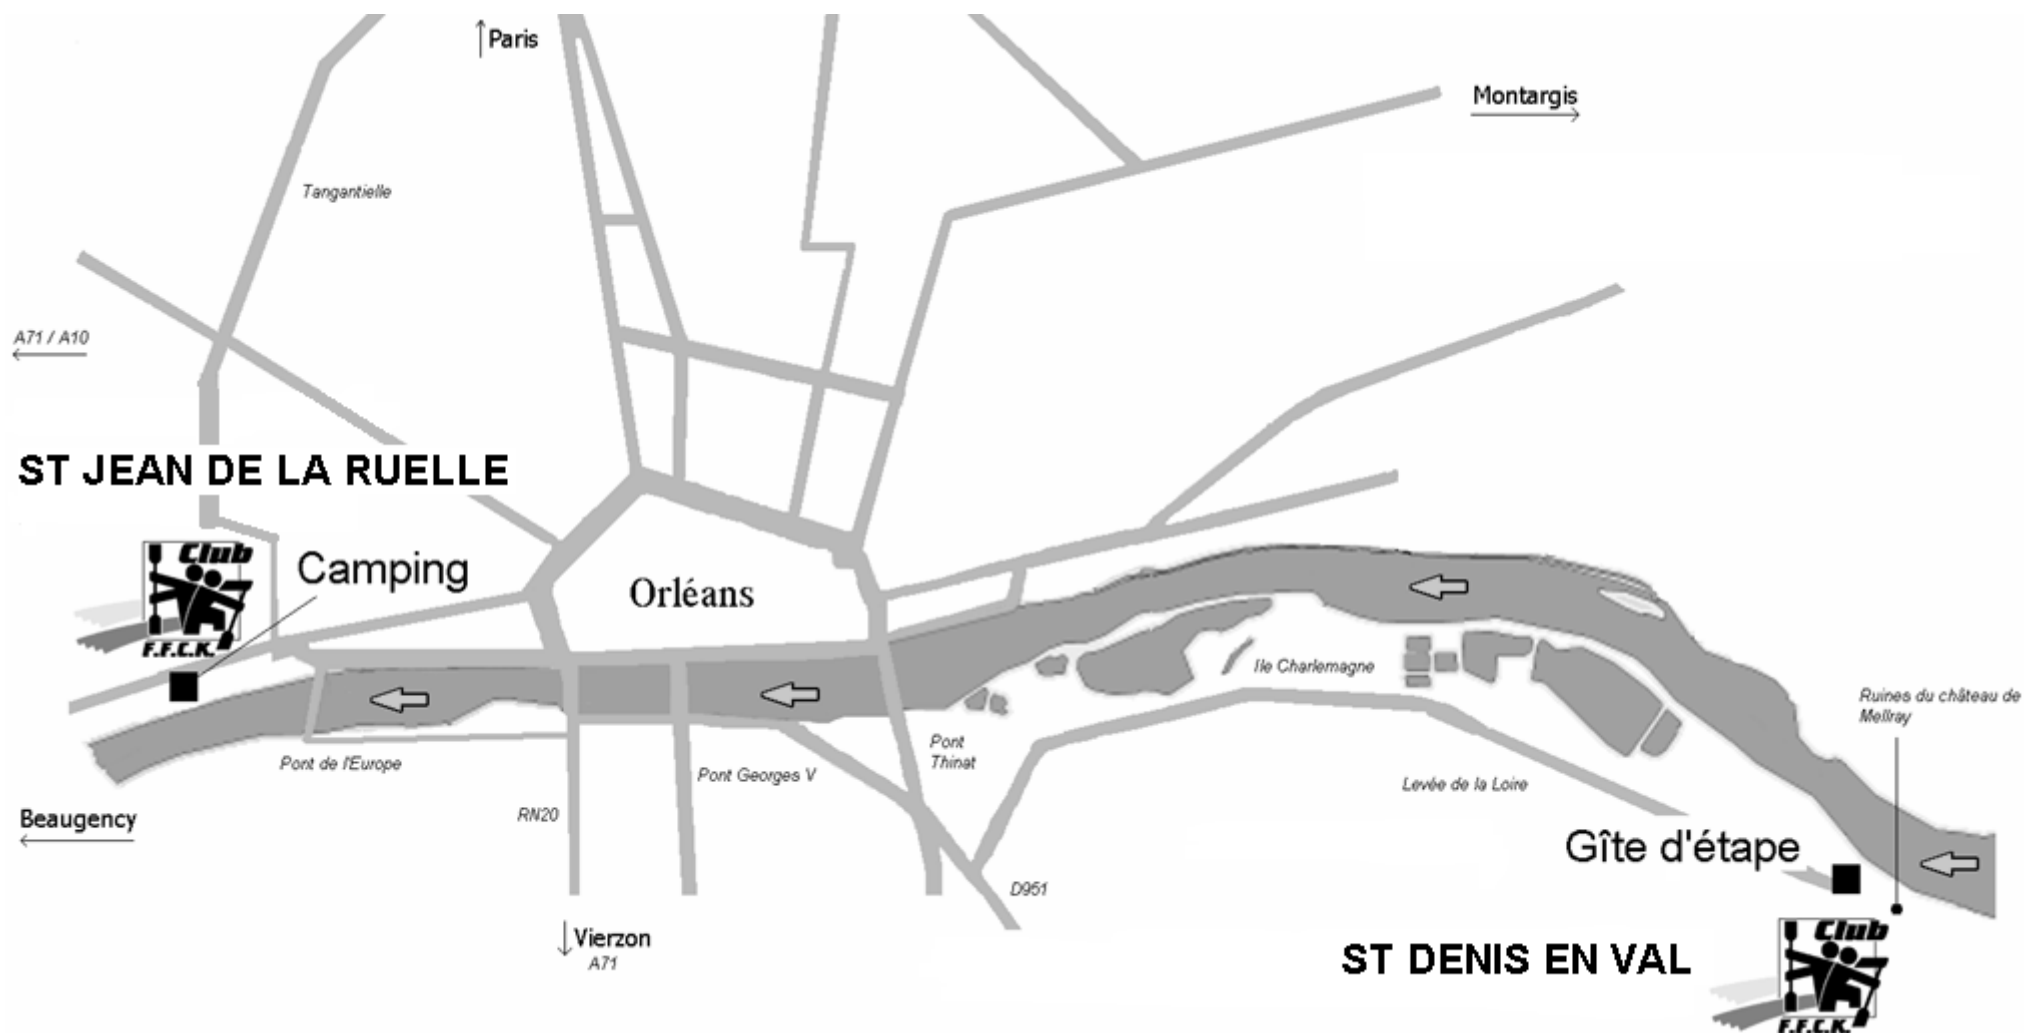 Paris
Montargis
Tangantielle
A71 / A10
ST JEAN DE LA RUELLE
Club
F.F.C.K.
Camping
Orléans
Ile Charlemagne
Ruines du château de
Mellray
Pont
Thinat
Pont de l'Europe
Pont Georges V
Levée de la Loire
RN20
Beaugency
Gîte d'étape
D951
Vierzon
A71
ST DENIS EN VAL
Club
F.F.C.K.